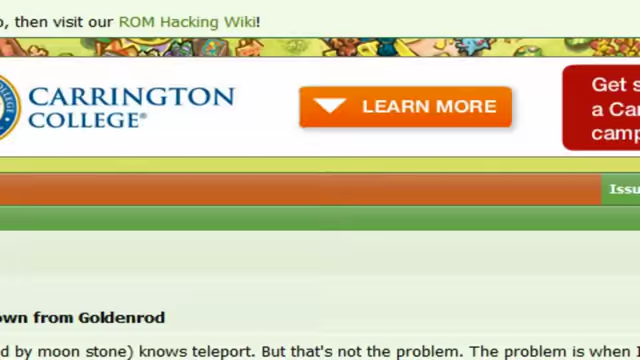 , then visit our ROM Hacking Wiki!
CARRINGTON
COLLEGE®
LEARN MORE
Get s
a Ca
camp
Issu
own from Goldenrod
d by moon stone) knows teleport. But that's not the problem. The problem is when I